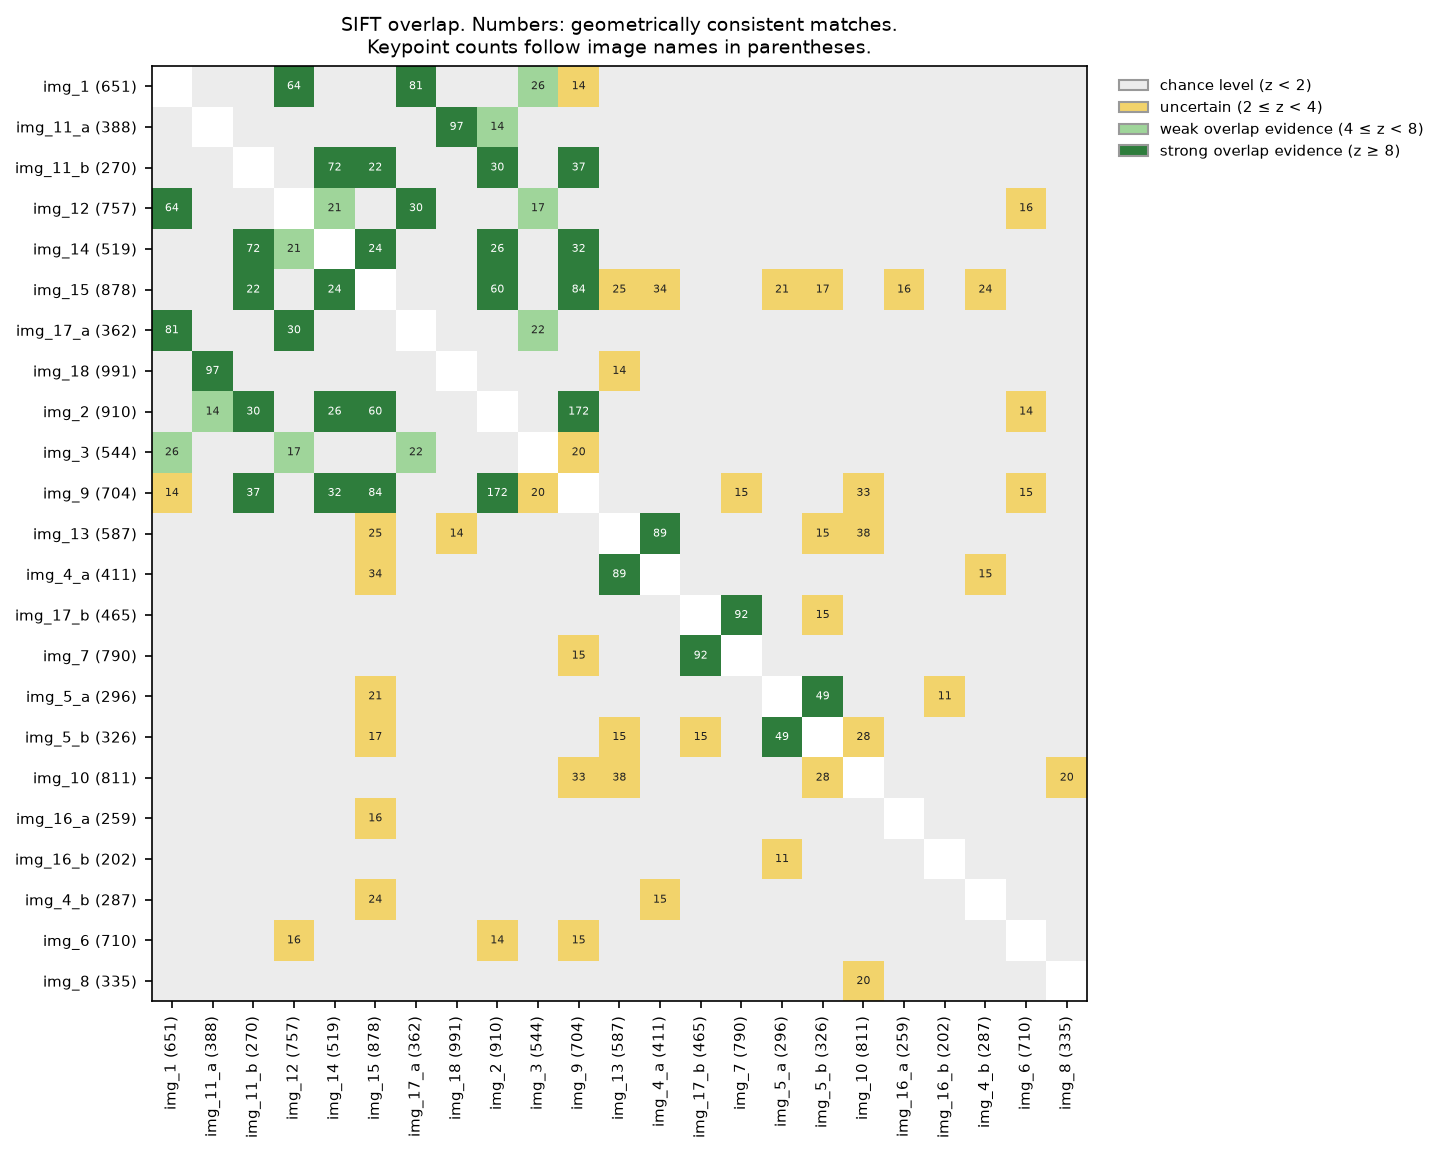 SIFT overlap. Numbers: geometrically consistent matches.
Keypoint counts follow image names in parentheses.
chance level (z < 2)
uncertain (2 ≤ z < 4)
weak overlap evidence (4 ≤ z < 8)
strong overlap evidence (z ≥ 8)
img_1 (651) 64 81 26 14
img_11_a (388) 97 14
img_11_b (270) 72 22 30 37
img_12 (757) 64 21 30 17 16
img_14 (519) 72 21 24 26 32
img_15 (878) 22 24 60 84 25 34 21 17 16 24
img_17_a (362) 81 30 22
img_18 (991) 97 14
img_2 (910) 14 30 26 60 172 14
img_3 (544) 26 17 22 20
img_9 (704) 14 37 32 84 172 20 15 33 15
img_13 (587) 25 14 89 15 38
img_4_a (411) 34 89 15
img_17_b (465) 92 15
img_7 (790) 15 92
img_5_a (296) 21 49 11
img_5_b (326) 17 15 15 49 28
img_10 (811) 33 38 28 20
img_16_a (259) 16
img_16_b (202) 11
img_4_b (287) 24 15
img_6 (710) 16 14 15
img_8 (335) 20
img_1 (651)
img_11_a (388)
img_11_b (270)
img_12 (757)
img_14 (519)
img_15 (878)
img_17_a (362)
img_18 (991)
img_2 (910)
img_3 (544)
img_9 (704)
img_13 (587)
img_4_a (411)
img_17_b (465)
img_7 (790)
img_5_a (296)
img_5_b (326)
img_10 (811)
img_16_a (259)
img_16_b (202)
img_4_b (287)
img_6 (710)
img_8 (335)